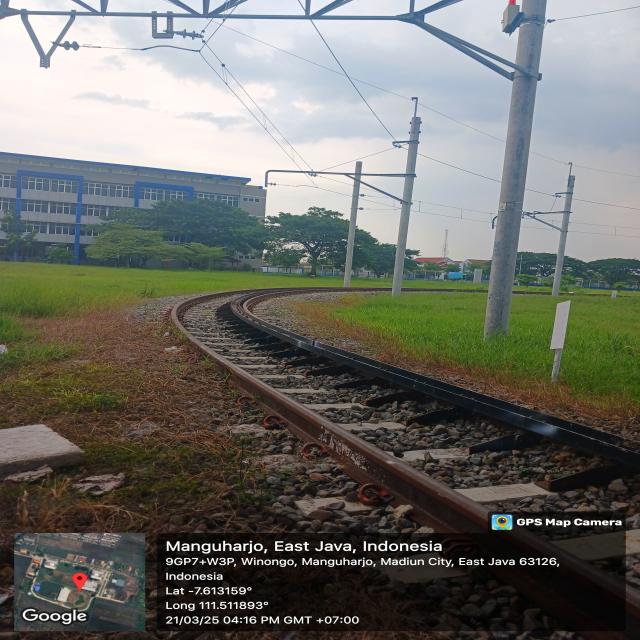 GPS Map Camera
Manguharjo, East Java, Indonesia
9GP7+W3P, Winongo, Manguharjo, Madiun City, East Java 63126,
Indonesia
Lat -7.613159°
Long 111.511893°
21/03/25 04:16 PM GMT +07:00
Google